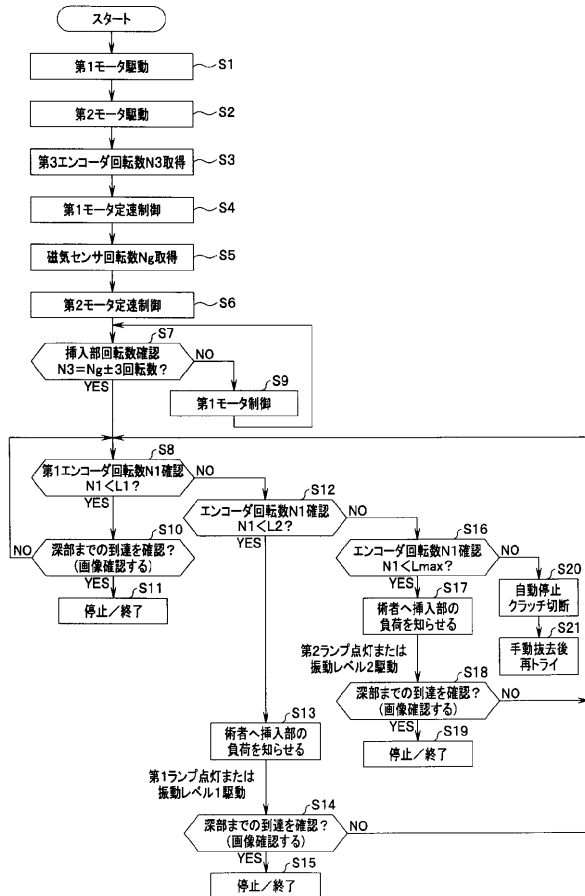 スタート
第1モータ駆動
S1
第2モータ駆動
S2
第3エンコーダ回転数N3取得
S3
第1モータ定速制御
S4
磁気センサ回転数Ng取得
S5
第2モータ定速制御
S6
S7
挿入部回転数確認
N3=Ng±3回転数?
NO
YES
S9
第1モータ制御
S8
第1エンコーダ回転数N1確認
N1<L1?
NO
YES
S10
深部までの到達を確認?
(画像確認する)
NO
YES
S11
停止/終了
S12
エンコーダ回転数N1確認
N1<L2?
NO
YES
S16
エンコーダ回転数N1確認
N1<Lmax?
NO
YES
S20
自動停止
クラッチ切断
S21
手動抜去後
再トライ
S17
術者へ挿入部の
負荷を知らせる
第2ランプ点灯または
振動レベル2駆動
S18
深部までの到達を確認?
(画像確認する)
NO
YES
S19
停止/終了
S13
術者へ挿入部の
負荷を知らせる
第1ランプ点灯または
振動レベル1駆動
S14
深部までの到達を確認?
(画像確認する)
NO
YES
S15
停止/終了